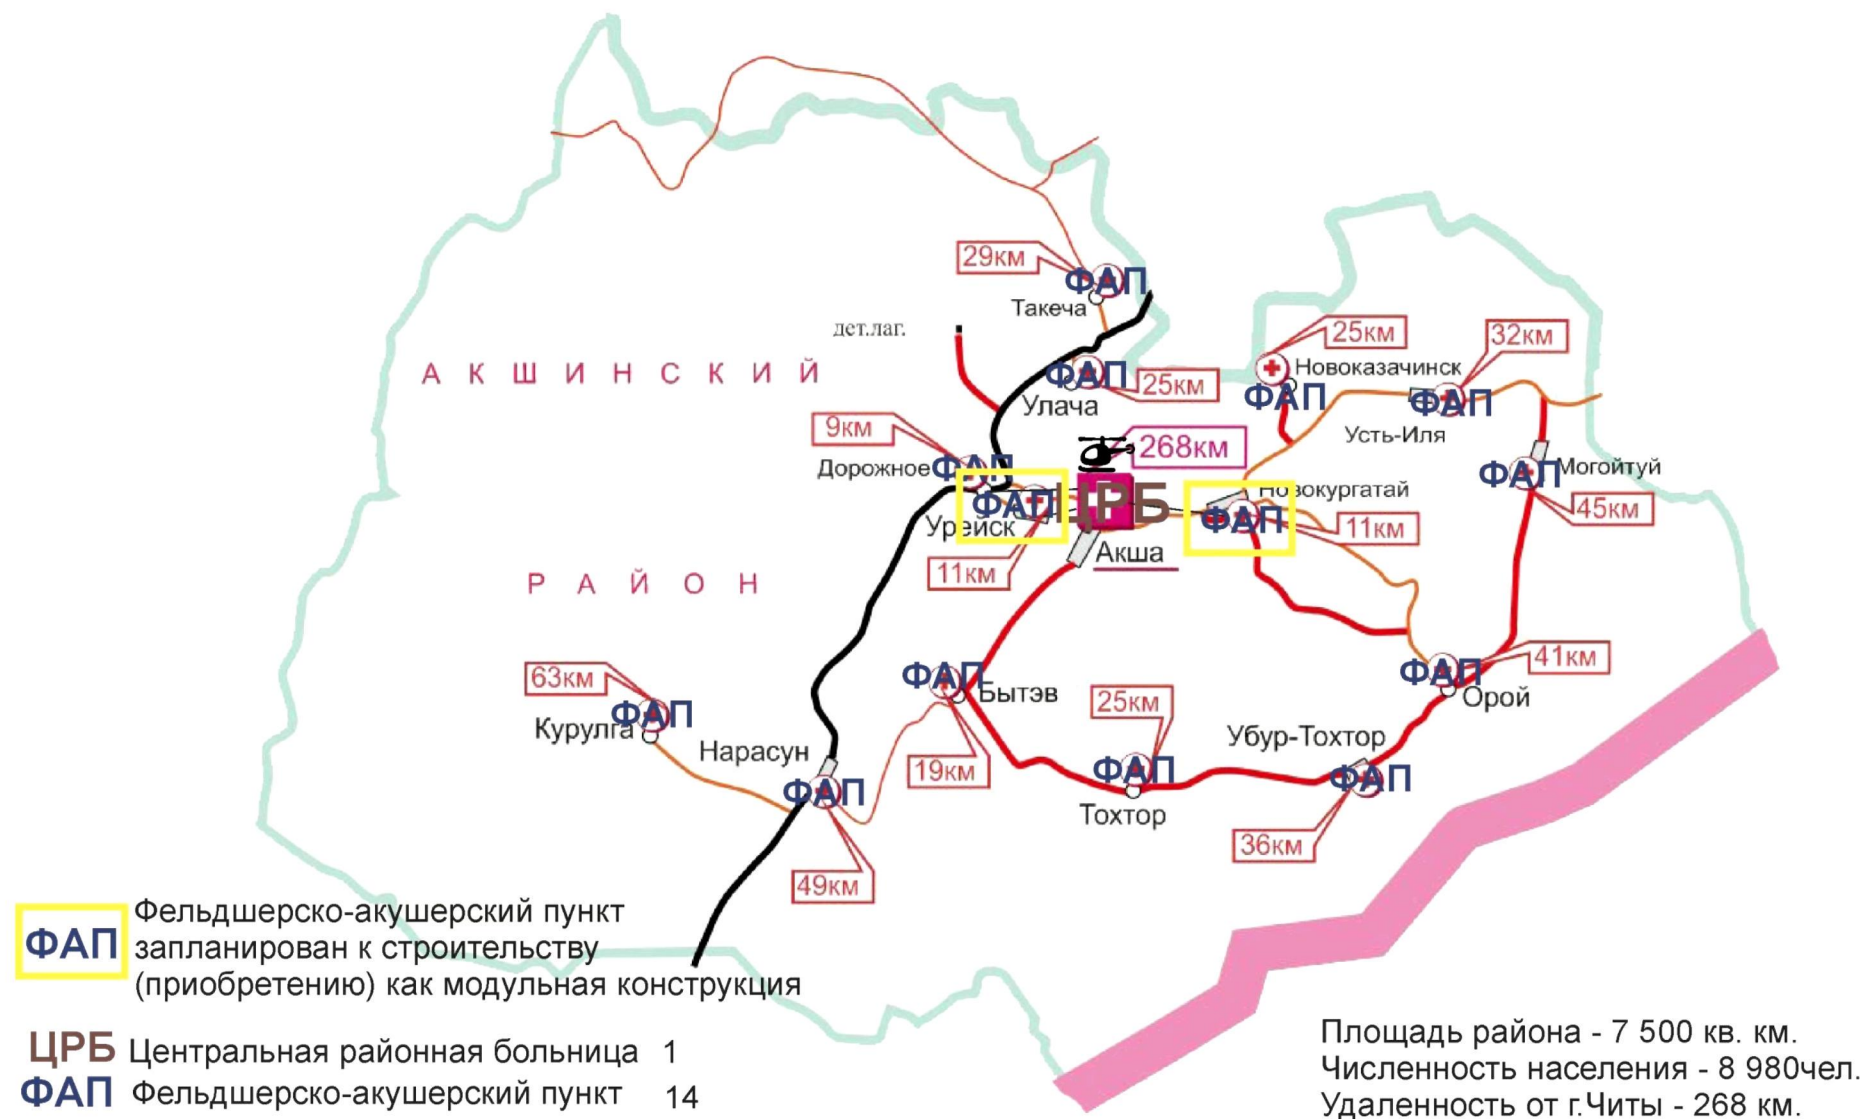 29км
ФАП
Такеча
дет.лаг.
25км
32км
Новоказачинск
ФАП
ФАП
Усть-Иля
АКШИНСКИЙ
ФАП
25км
Улача
9км
268км
Дорожное
ФАП
Могойтуй
ФАП
45км
Новокургатай
ФАП
ЦРБ
ФАП
11км
Урейск
Акша
11км
РАЙОН
63км
ФАП
Курулга
ФАП
Бытэв
ФАП
41км
Орой
25км
Нарасун
Убур-Тохтор
19км
ФАП
ФАП
ФАП
Тохтор
36км
49км
ФАП
Фельдшерско-акушерский пункт
запланирован к строительству
(приобретению) как модульная конструкция
ЦРБ Центральная районная больница 1
ФАП Фельдшерско-акушерский пункт 14
Площадь района - 7 500 кв. км.
Численность населения - 8 980чел.
Удаленность от г.Читы - 268 км.